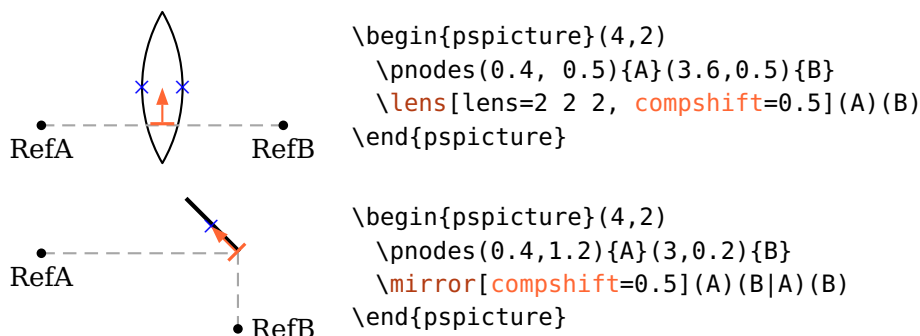 RefA
RefB
\begin{pspicture}(4,2)
  \pnodes(0.4, 0.5){A}(3.6,0.5){B}
  \lens[lens=2 2 2, compshift=0.5](A)(B)
\end{pspicture}
RefA
RefB
\begin{pspicture}(4,2)
  \pnodes(0.4,1.2){A}(3,0.2){B}
  \mirror[compshift=0.5](A)(B|A)(B)
\end{pspicture}